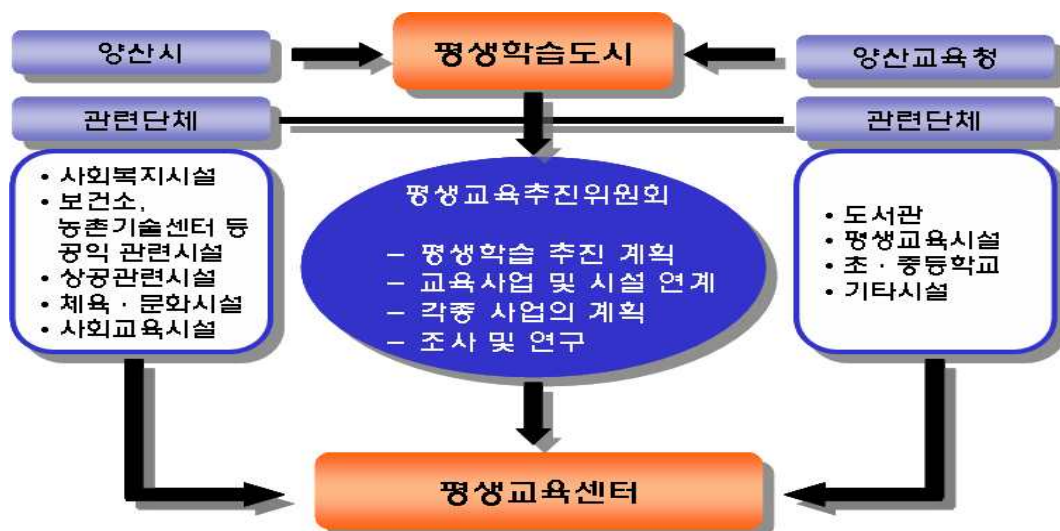 양산시
평생학습도시
양산교육청
관련단체
관련단체
• 사회복지시설
• 보건소,
농촌기술센터 등
공익 관련시설
• 상공관련시설
• 체육 · 문화시설
• 사회교육시설
평생교육추진위원회
– 평생학습 추진 계획
– 교육사업 및 시설 연계
– 각종 사업의 계획
– 조사 및 연구
• 도서관
• 평생교육시설
• 초 · 중등학교
• 기타시설
평생교육센터